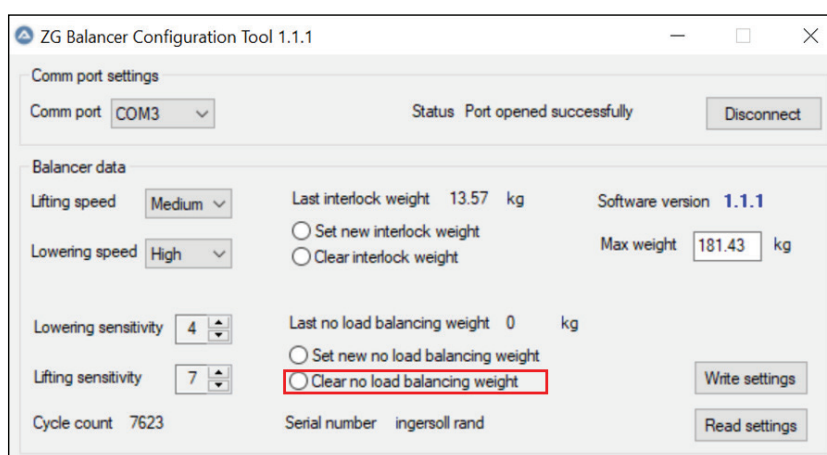 ZG Balancer Configuration Tool 1.1.1
Comm port settings
Comm port COM3 Status Port opened successfully Disconnect
Balancer data
Lifting speed Medium Last interlock weight 13.57 kg Software version 1.1.1
Set new interlock weight
Lowering speed High Clear interlock weight Max weight 181.43 kg
Lowering sensitivity 4 Last no load balancing weight 0 kg
Set new no load balancing weight
Lifting sensitivity 7 Clear no load balancing weight Write settings
Cycle count 7623 Serial number ingersoll rand Read settings